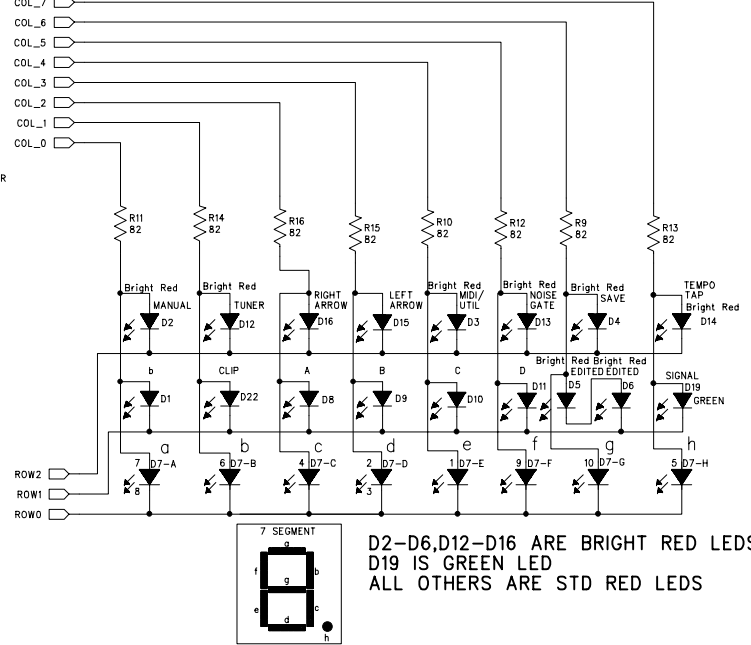 COL_7
COL_6
COL_5
COL_4
COL_3
COL_2
COL_1
COL_0
R
R11 82
R14 82
R16 82
R15 82
R10 82
R12 82
R9 82
R13 82
Bright Red
MANUAL
D2
Bright Red
TUNER
D12
RIGHT
ARROW
D16
LEFT
ARROW
D15
Bright Red
MIDI/
UTIL
D3
Bright Red
NOISE
GATE
D13
Bright Red
SAVE
D4
TEMPO
TAP
Bright Red
D14
b
D1
CLIP
D22
A
D8
B
D9
C
D10
D
D11
Bright Red
EDITED
D5
Bright Red
EDITED
D6
SIGNAL
D19
GREEN
a b c d e f g h
7 D7-A
8
6 D7-B
4 D7-C
2 D7-D
3
1 D7-E
9 D7-F
10 D7-G
5 D7-H
ROW2
ROW1
ROW0
7 SEGMENT
a
f b
g
e c
d
h
D2-D6,D12-D16 ARE BRIGHT RED LEDS
D19 IS GREEN LED
ALL OTHERS ARE STD RED LEDS